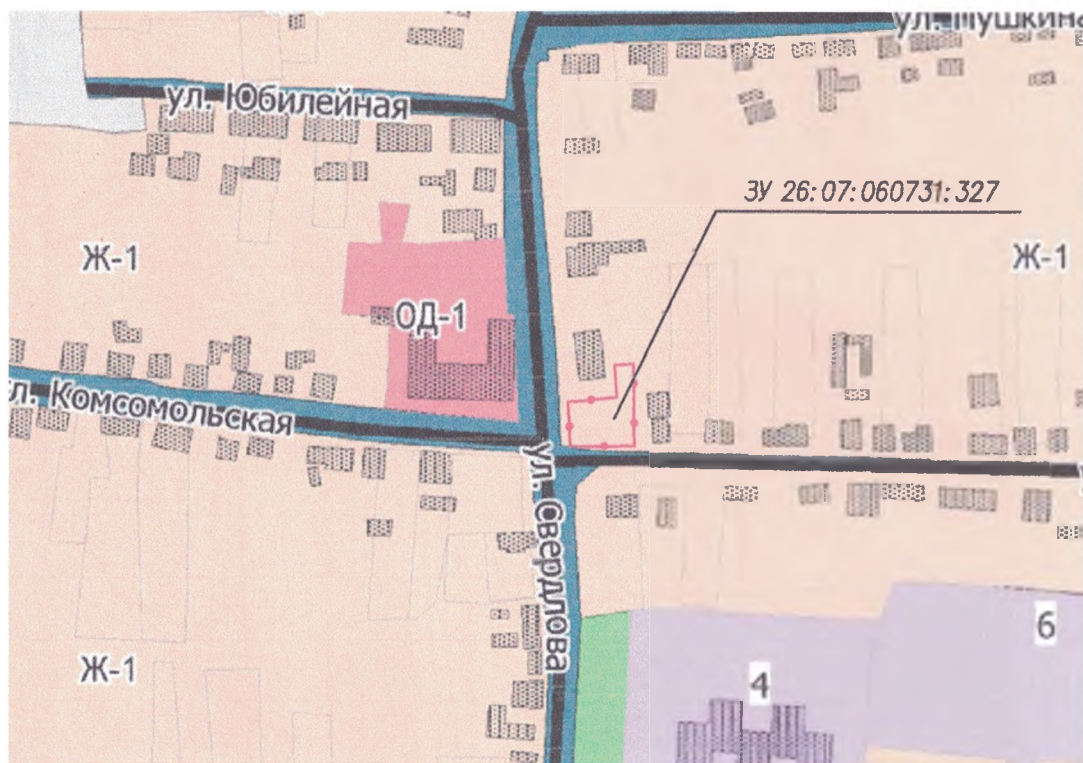 ул. Пушкина
ул. Юбилейная
ЗУ 26:07:060731:327
Ж-1
Ж-1
ОД-1
ул. Комсомольская
ул. Свердлова
6
Ж-1
4